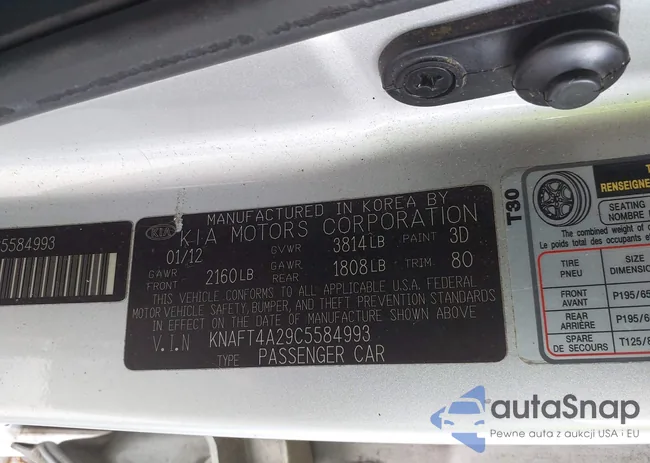 C5584993
MANUFACTURED IN KOREA BY
KIA KIA MOTORS CORPORATION
01/12 GVWR 3814LB PAINT 3D
GAWR FRONT 2160LB GAWR REAR 1808LB TRIM 80
THIS VEHICLE CONFORMS TO ALL APPLICABLE U.S.A. FEDERAL
MOTOR VEHICLE SAFETY, BUMPER, AND THEFT PREVENTION STANDARDS
IN EFFECT ON THE DATE OF MANUFACTURE SHOWN ABOVE
V.I.N KNAFT4A29C5584993
TYPE PASSENGER CAR
T30
RENSEIGNE
SEATING
NOMBRE
The combined weight of
Le poids total des occupants
TIRE
PNEU
SIZE
DIMENSION
FRONT
AVANT
P195/65
REAR
ARRIÈRE
P195/6
SPARE
DE SECOURS
T125/8
autaSnap
Pewne auta z aukcji USA i EU